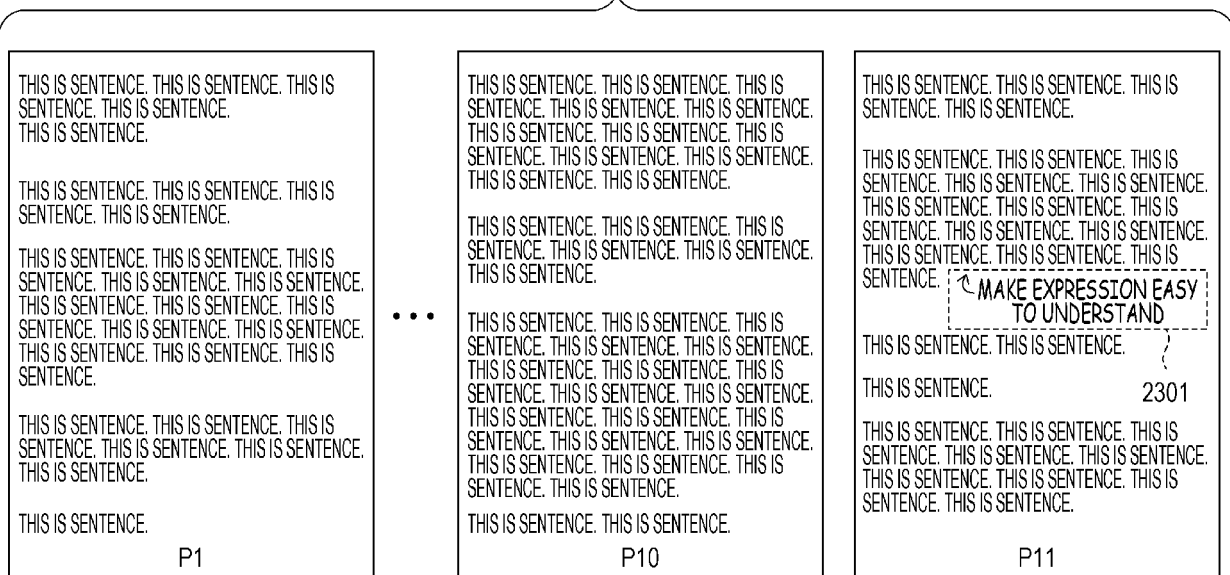 THIS IS SENTENCE. THIS IS SENTENCE. THIS IS
SENTENCE. THIS IS SENTENCE.
THIS IS SENTENCE.
THIS IS SENTENCE. THIS IS SENTENCE. THIS IS
SENTENCE. THIS IS SENTENCE.
THIS IS SENTENCE. THIS IS SENTENCE. THIS IS
SENTENCE. THIS IS SENTENCE. THIS IS SENTENCE.
THIS IS SENTENCE. THIS IS SENTENCE. THIS IS
SENTENCE. THIS IS SENTENCE. THIS IS SENTENCE.
THIS IS SENTENCE. THIS IS SENTENCE. THIS IS
SENTENCE.
THIS IS SENTENCE. THIS IS SENTENCE. THIS IS
SENTENCE. THIS IS SENTENCE. THIS IS SENTENCE.
THIS IS SENTENCE.
THIS IS SENTENCE.
P1
...
THIS IS SENTENCE. THIS IS SENTENCE. THIS IS
SENTENCE. THIS IS SENTENCE. THIS IS SENTENCE.
THIS IS SENTENCE. THIS IS SENTENCE. THIS IS
SENTENCE. THIS IS SENTENCE. THIS IS SENTENCE.
THIS IS SENTENCE. THIS IS SENTENCE.
THIS IS SENTENCE. THIS IS SENTENCE. THIS IS
SENTENCE. THIS IS SENTENCE. THIS IS SENTENCE.
THIS IS SENTENCE.
THIS IS SENTENCE. THIS IS SENTENCE. THIS IS
SENTENCE. THIS IS SENTENCE. THIS IS SENTENCE.
THIS IS SENTENCE. THIS IS SENTENCE. THIS IS
SENTENCE. THIS IS SENTENCE. THIS IS SENTENCE.
THIS IS SENTENCE. THIS IS SENTENCE. THIS IS
SENTENCE. THIS IS SENTENCE. THIS IS SENTENCE.
THIS IS SENTENCE. THIS IS SENTENCE. THIS IS
SENTENCE. THIS IS SENTENCE.
THIS IS SENTENCE. THIS IS SENTENCE.
P10
THIS IS SENTENCE. THIS IS SENTENCE. THIS IS
SENTENCE. THIS IS SENTENCE.
THIS IS SENTENCE. THIS IS SENTENCE. THIS IS
SENTENCE. THIS IS SENTENCE. THIS IS SENTENCE.
THIS IS SENTENCE. THIS IS SENTENCE. THIS IS
SENTENCE. THIS IS SENTENCE. THIS IS SENTENCE.
THIS IS SENTENCE. THIS IS SENTENCE. THIS IS
SENTENCE.
MAKE EXPRESSION EASY
TO UNDERSTAND
THIS IS SENTENCE. THIS IS SENTENCE.
THIS IS SENTENCE.
2301
THIS IS SENTENCE. THIS IS SENTENCE. THIS IS
SENTENCE. THIS IS SENTENCE. THIS IS SENTENCE.
THIS IS SENTENCE. THIS IS SENTENCE. THIS IS
SENTENCE. THIS IS SENTENCE.
P11